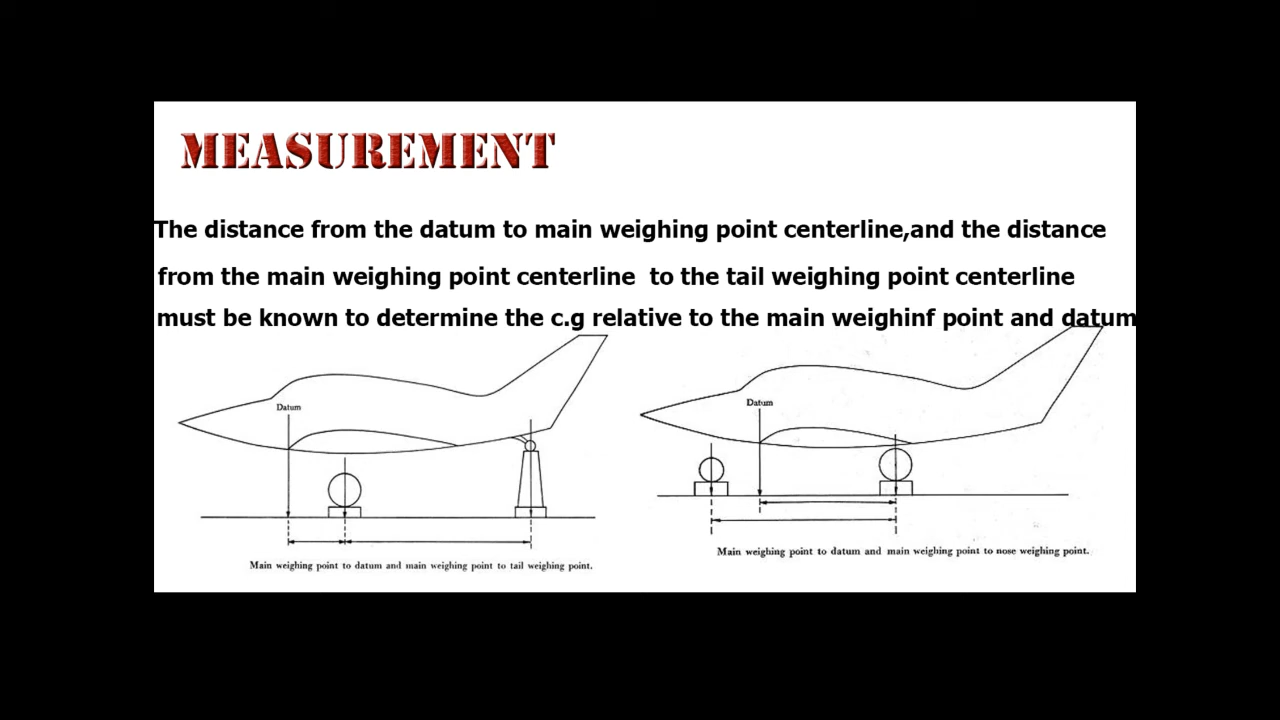 MEASUREMENT
The distance from the datum to main weighing point centerline,and the distance
from the main weighing point centerline to the tail weighing point centerline
must be known to determine the c.g relative to the main weighinf point and datum
Datum
Datum
Main weighing point to datum and main weighing point to tail weighing point.
Main weighing point to datum and main weighing point to nose weighing point.